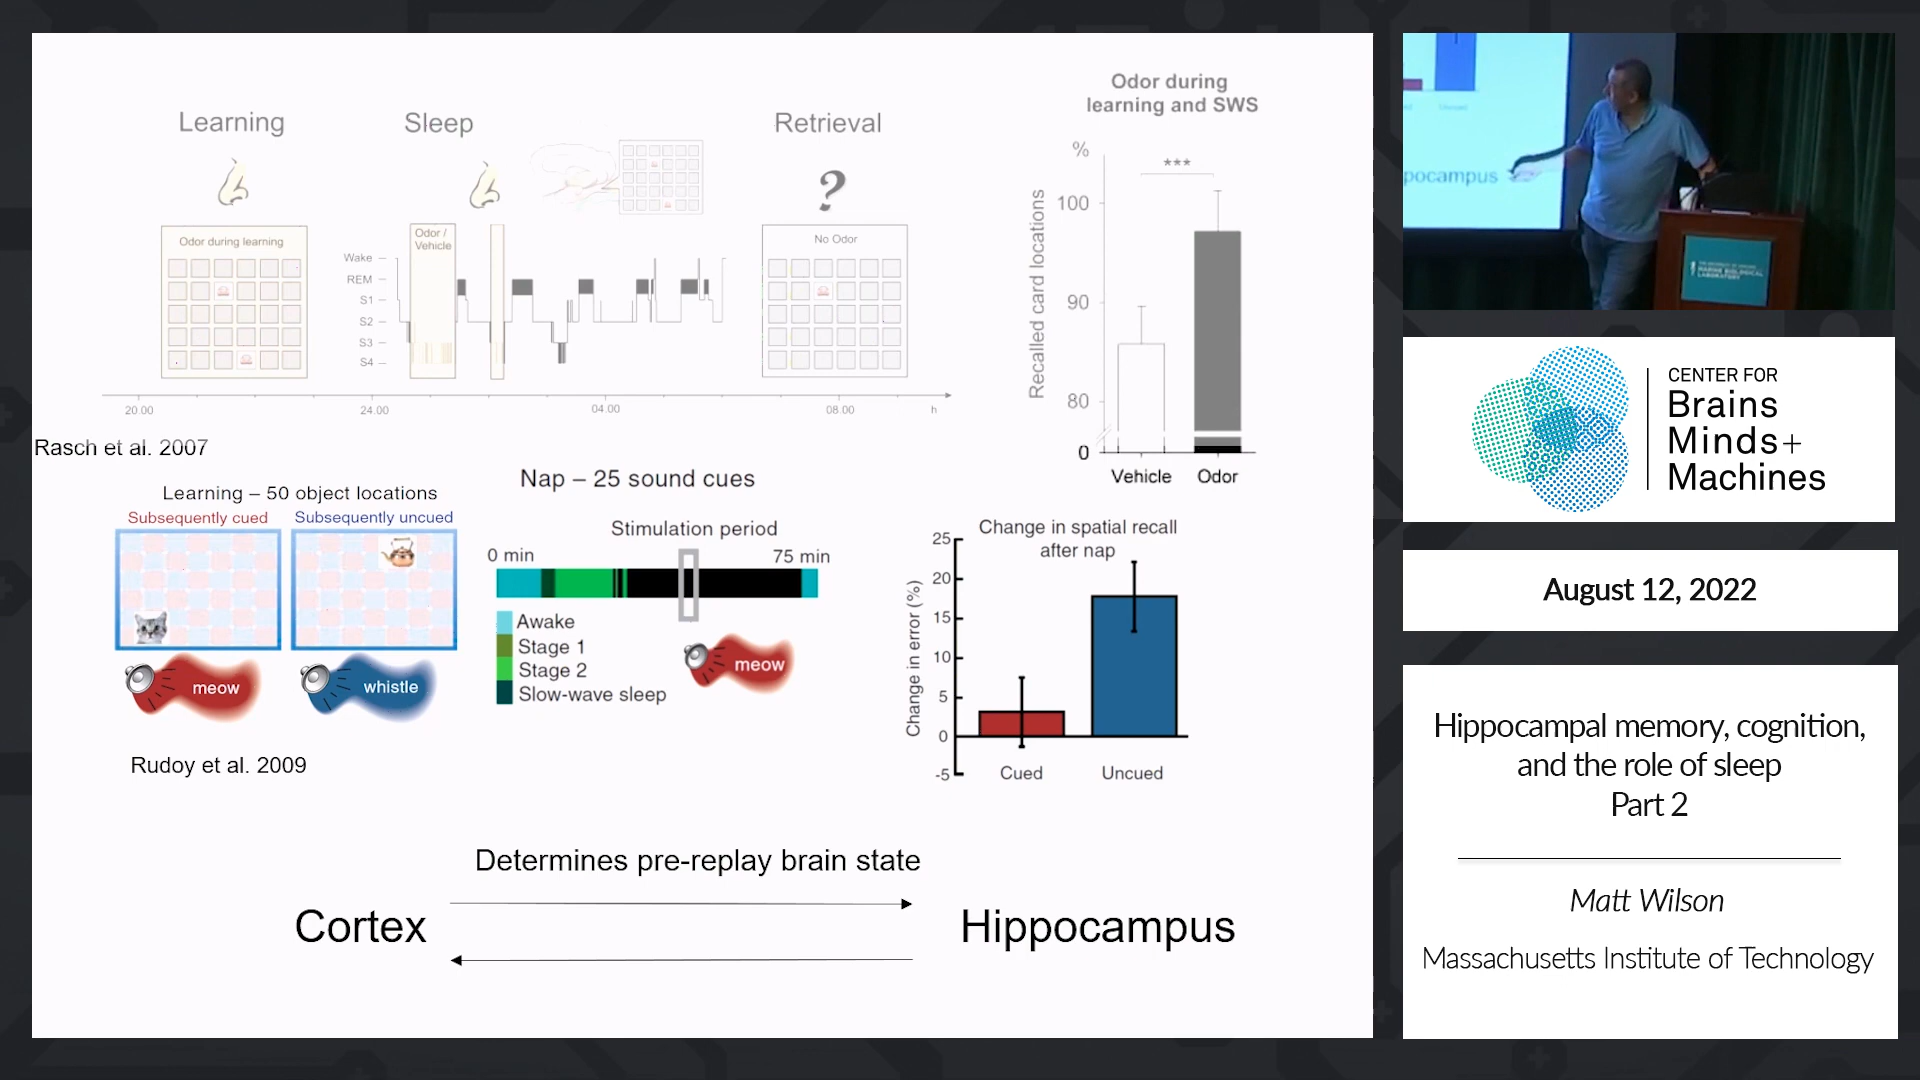 Learning
Sleep
Retrieval
Odor during
learning and SWS
?
Odor during learning
Odor /
Vehicle
No Odor
Wake
REM
S1
S2
S3
S4
20.00
24.00
04.00
08.00
h
%
***
100
90
80
0
Recalled card locations
Vehicle
Odor
Rasch et al. 2007
Learning – 50 object locations
Subsequently cued
Subsequently uncued
meow
whistle
Nap – 25 sound cues
Stimulation period
0 min
75 min
Awake
Stage 1
Stage 2
Slow-wave sleep
meow
Change in spatial recall
after nap
25
20
15
10
5
0
-5
Change in error (%)
Cued
Uncued
Rudoy et al. 2009
Determines pre-replay brain state
Cortex
Hippocampus
pocampus
MARINE BIOLOGICAL
LABORATORY
CENTER FOR
Brains
Minds+
Machines
August 12, 2022
Hippocampal memory, cognition,
and the role of sleep
Part 2
Matt Wilson
Massachusetts Institute of Technology